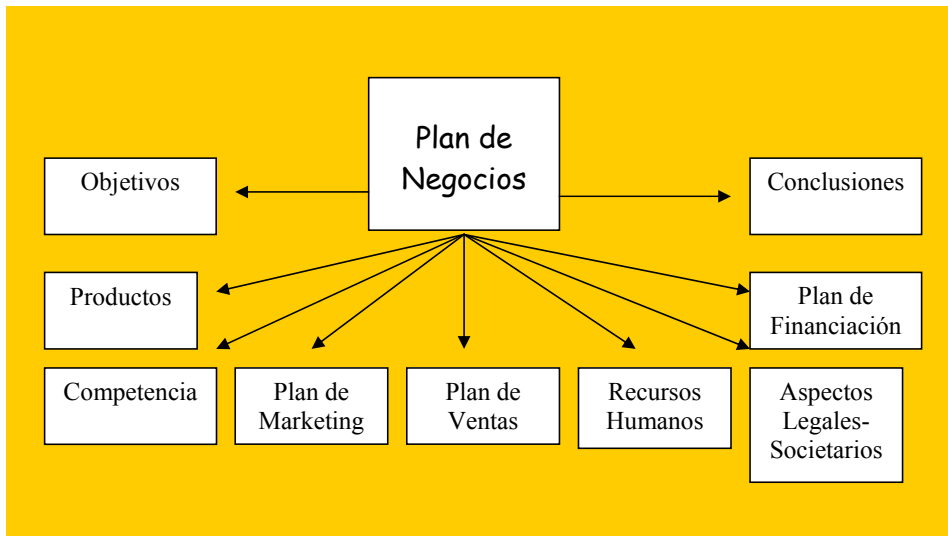 Plan de
Negocios
Objetivos
Conclusiones
Productos
Plan de
Financiación
Competencia
Plan de
Marketing
Plan de
Ventas
Recursos
Humanos
Aspectos
Legales-
Societarios